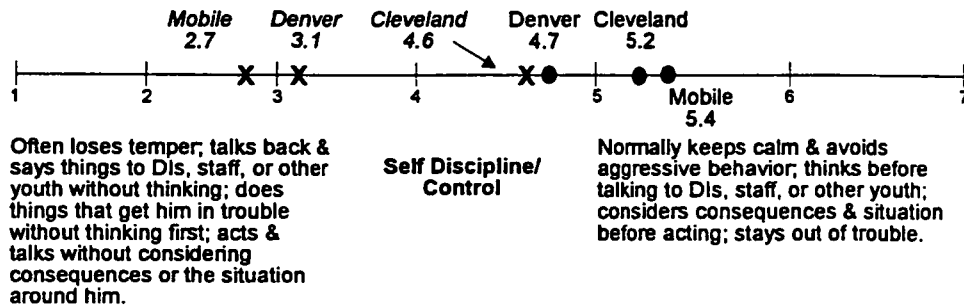 Mobile Denver Cleveland Denver Cleveland
2.7 3.1 4.6 4.7 5.2
1 2 3 4 5 6 7
Mobile
5.4
Often loses temper; talks back &
says things to DIs, staff, or other
youth without thinking; does
things that get him in trouble
without thinking first; acts &
talks without considering
consequences or the situation
around him.
Self Discipline/
Control
Normally keeps calm & avoids
aggressive behavior; thinks before
talking to DIs, staff, or other youth;
considers consequences & situation
before acting; stays out of trouble.